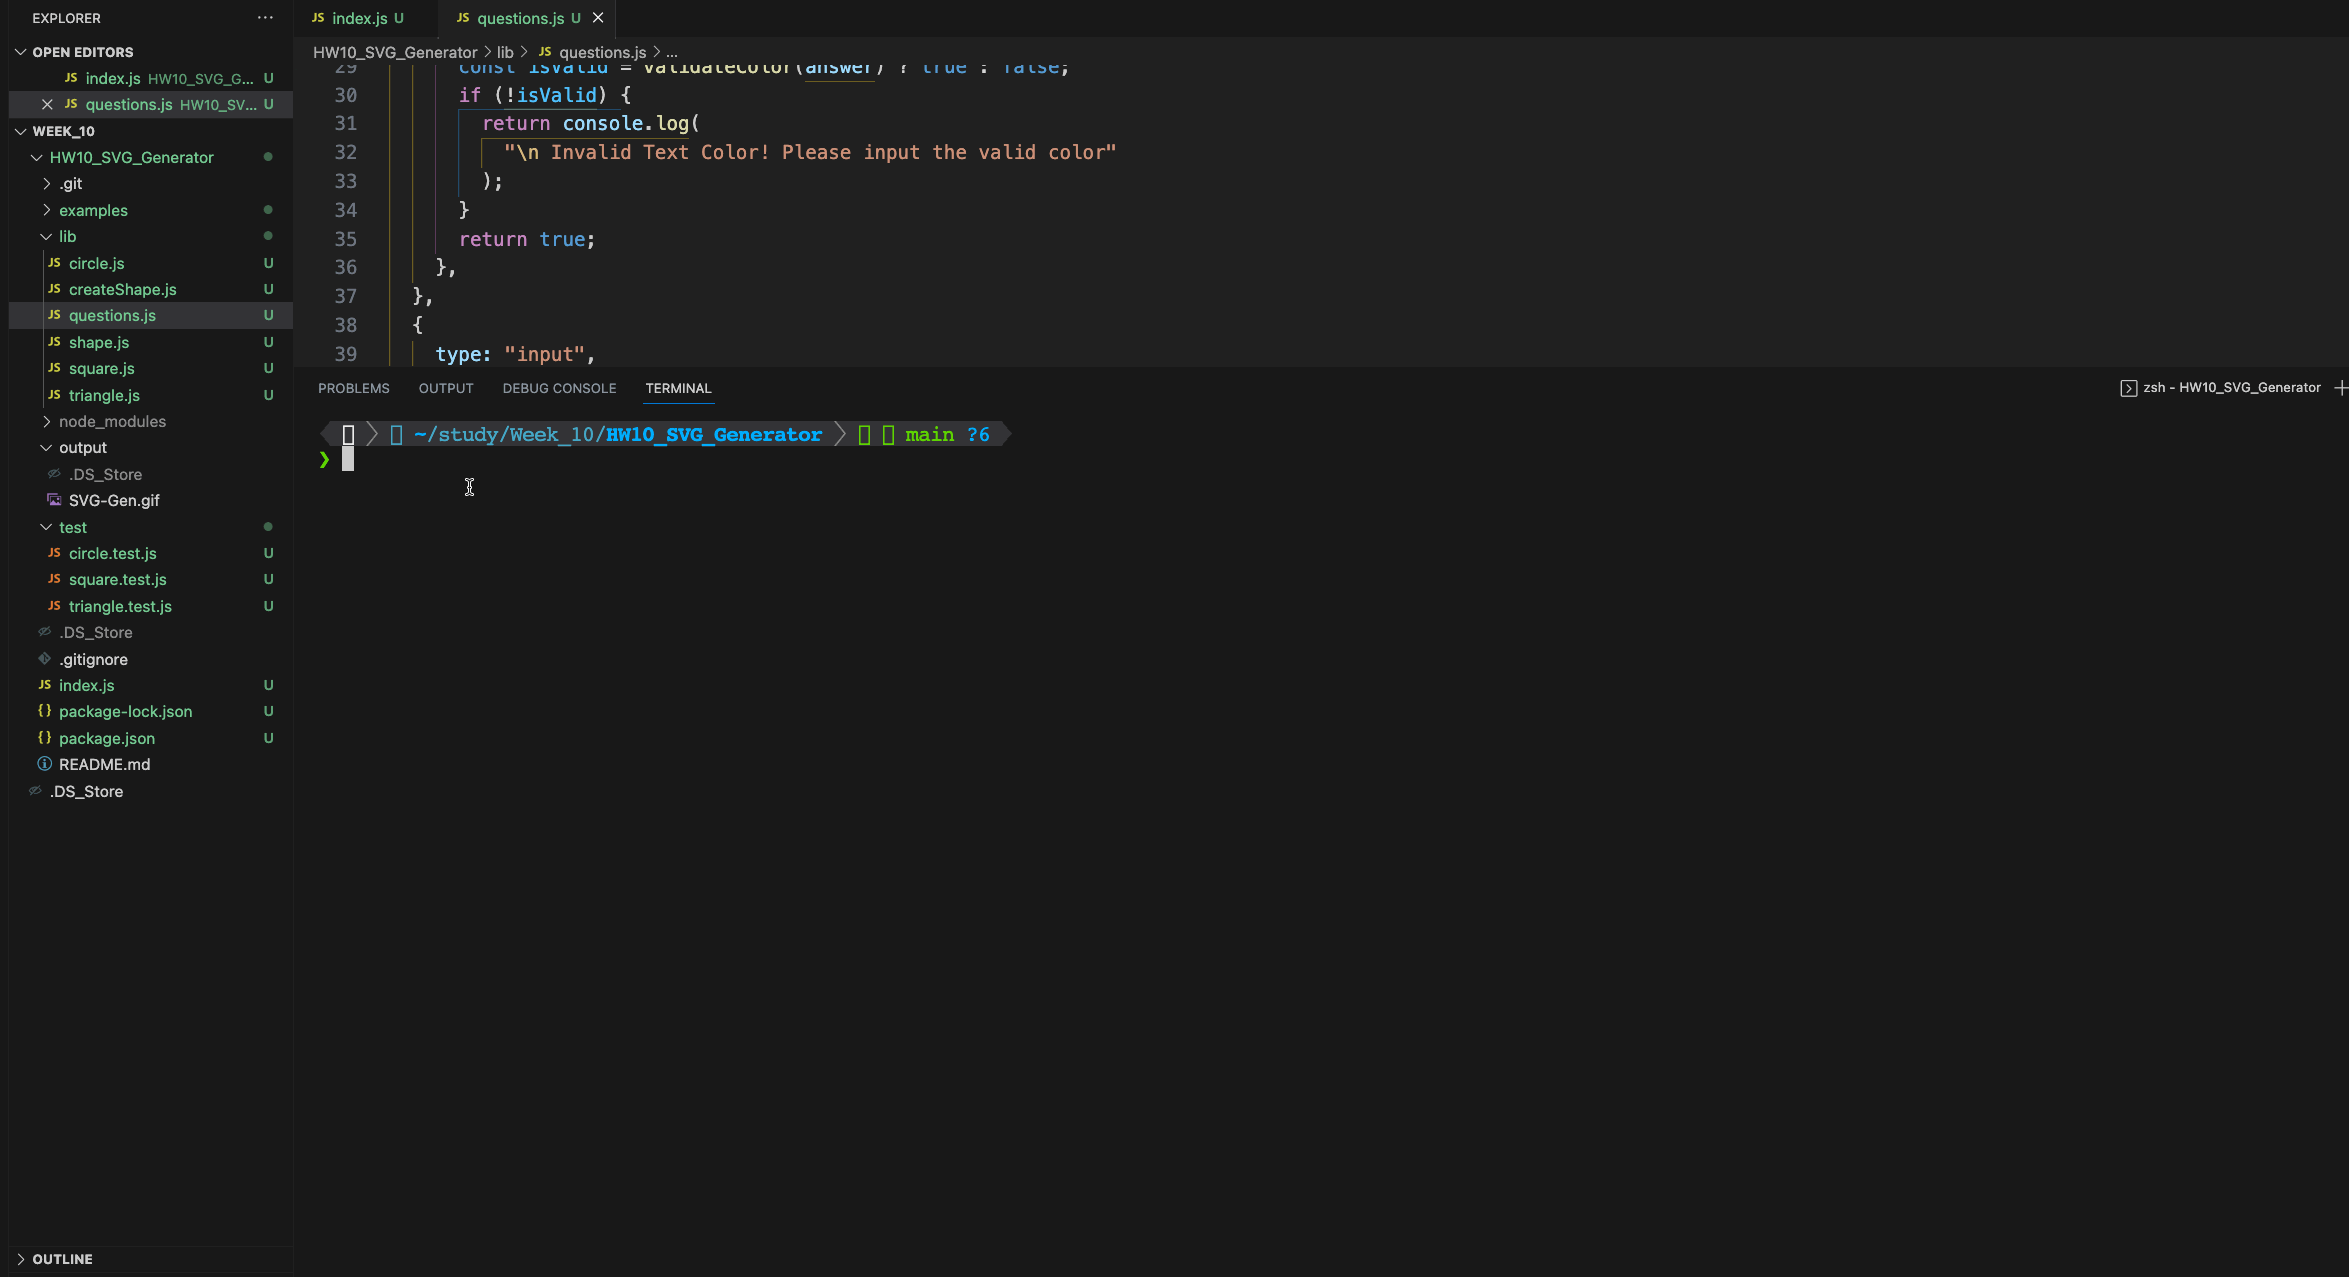 EXPLORER
OPEN EDITORS
JS index.js HW10_SVG_G... U
JS questions.js HW10_SV... U
WEEK_10
HW10_SVG_Generator
.git
examples
lib
JS circle.js U
JS createShape.js U
JS questions.js U
JS shape.js U
JS square.js U
JS triangle.js U
node_modules
output
.DS_Store
SVG-Gen.gif
test
JS circle.test.js U
JS square.test.js U
JS triangle.test.js U
.DS_Store
.gitignore
JS index.js U
{} package-lock.json U
{} package.json U
README.md
.DS_Store
OUTLINE
JS index.js U
JS questions.js U
HW10_SVG_Generator > lib > JS questions.js > ...
29 const isValid = validateColor(answer) ? true : false;
30 if (!isValid) {
31 return console.log(
32 "\n Invalid Text Color! Please input the valid color"
33 );
34 }
35 return true;
36 },
37 },
38 {
39 type: "input",
PROBLEMS OUTPUT DEBUG CONSOLE TERMINAL
zsh - HW10_SVG_Generator
~/study/Week_10/HW10_SVG_Generator main ?6
❯